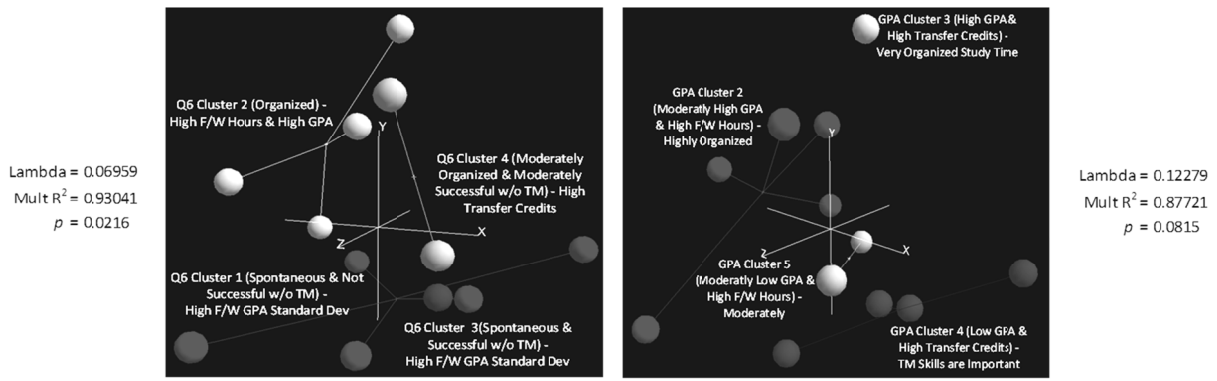 Lambda = 0.06959
Mult R² = 0.93041
p = 0.0216
Q6 Cluster 2 (Organized) -
High F/W Hours & High GPA
Y
Q6 Cluster 4 (Moderately
Organized & Moderately
Successful w/o TM) - High
Transfer Credits
X
Z
Q6 Cluster 1 (Spontaneous & Not
Successful w/o TM) -
High F/W GPA Standard Dev
Q6 Cluster 3(Spontaneous &
Successful w/o TM) -
High F/W GPA Standard Dev
GPA Cluster 3 (High GPA&
High Transfer Credits) -
Very Organized Study Time
GPA Cluster 2
(Moderatly High GPA
& High F/W Hours) -
Highly Organized
Y
X
Z
GPA Cluster 5
(Moderatly Low GPA &
High F/W Hours) -
Moderately
GPA Cluster 4 (Low GPA &
High Transfer Credits) -
TM Skills are Important
Lambda = 0.12279
Mult R² = 0.87721
p = 0.0815